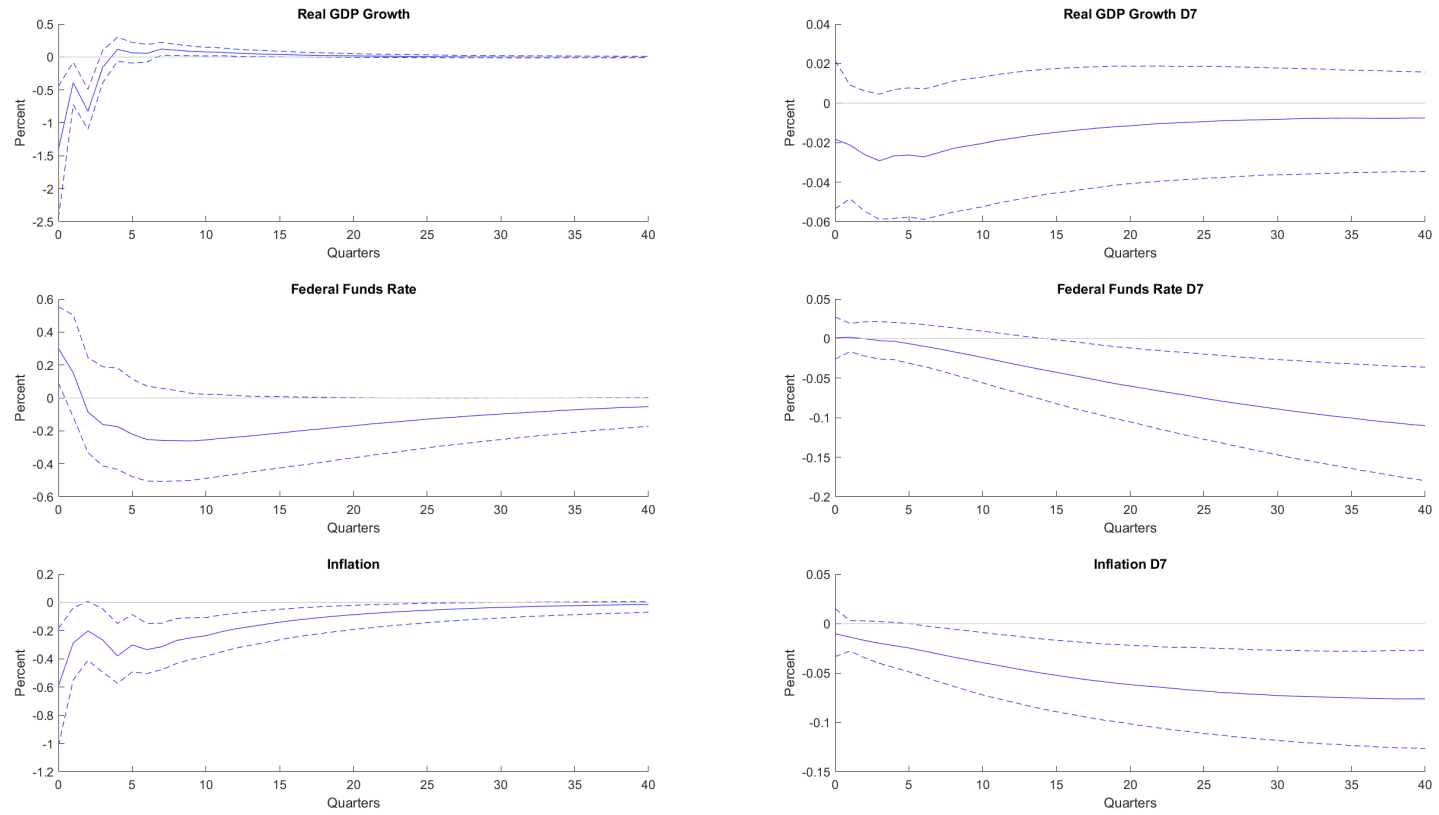 Real GDP Growth
0.5
0
-0.5
-1
-1.5
-2
-2.5
Percent
0 5 10 15 20 25 30 35 40
Quarters
Real GDP Growth D7
0.04
0.02
0
-0.02
-0.04
-0.06
Percent
0 5 10 15 20 25 30 35 40
Quarters
Federal Funds Rate
0.6
0.4
0.2
0
-0.2
-0.4
-0.6
Percent
0 5 10 15 20 25 30 35 40
Quarters
Federal Funds Rate D7
0.05
0
-0.05
-0.1
-0.15
-0.2
Percent
0 5 10 15 20 25 30 35 40
Quarters
Inflation
0.2
0
-0.2
-0.4
-0.6
-0.8
-1
-1.2
Percent
0 5 10 15 20 25 30 35 40
Quarters
Inflation D7
0.05
0
-0.05
-0.1
-0.15
Percent
0 5 10 15 20 25 30 35 40
Quarters